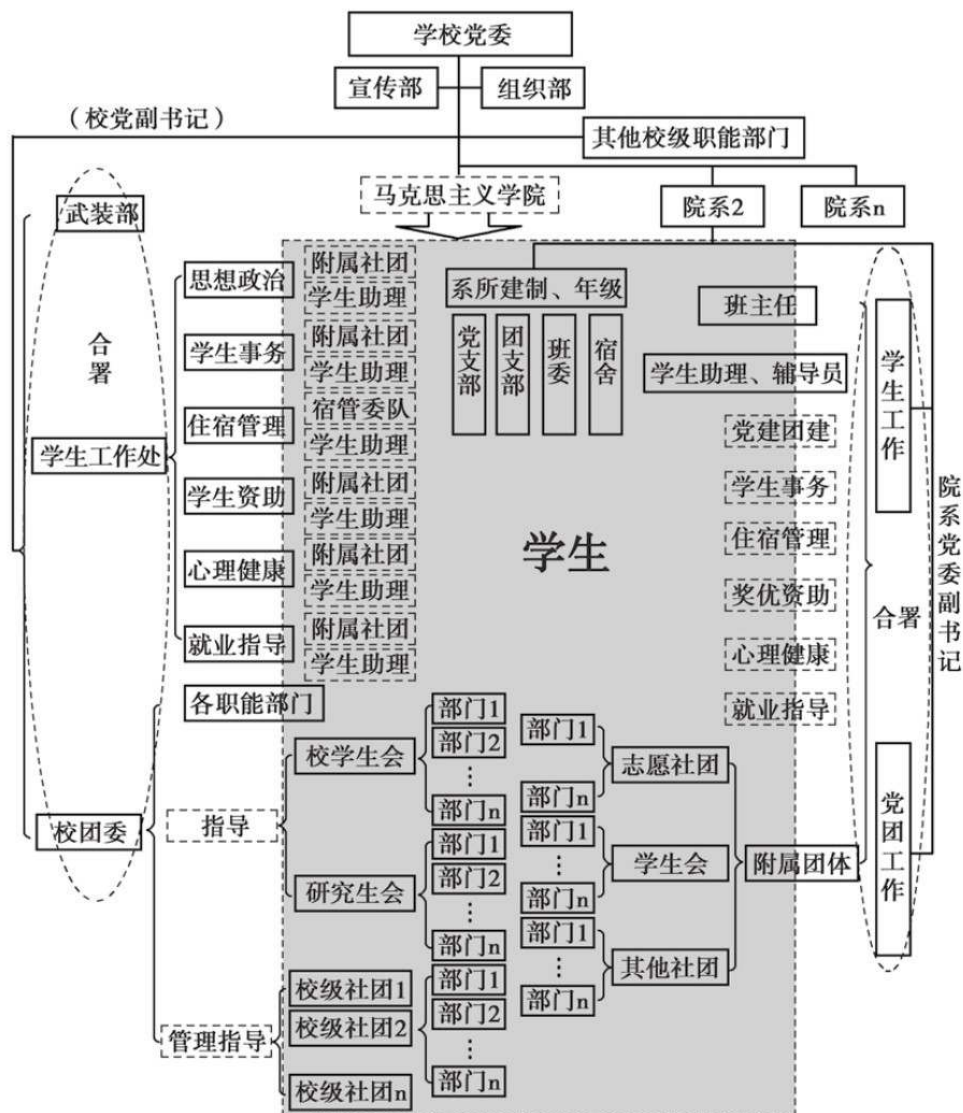 学校党委
宣传部
组织部
（校党副书记）
其他校级职能部门
马克思主义学院
院系2
院系n
武装部
合署
学生工作处
校团委
思想政治
学生事务
住宿管理
学生资助
心理健康
就业指导
附属社团
学生助理
附属社团
学生助理
宿管委队
学生助理
附属社团
学生助理
附属社团
学生助理
附属社团
学生助理
系所建制、年级
党支部
团支部
班委
宿舍
学生
班主任
学生助理、辅导员
党建团建
学生事务
住宿管理
奖优资助
心理健康
就业指导
学生工作
合署
党团工作
院系党委副书记
各职能部门
指导
管理指导
校学生会
部门1
部门2
⋮
部门n
研究生会
部门1
部门2
⋮
部门n
校级社团1
校级社团2
校级社团n
部门1
部门2
⋮
部门n
部门1
⋮
部门n
志愿社团
部门1
⋮
部门n
学生会
部门1
⋮
部门n
其他社团
附属团体